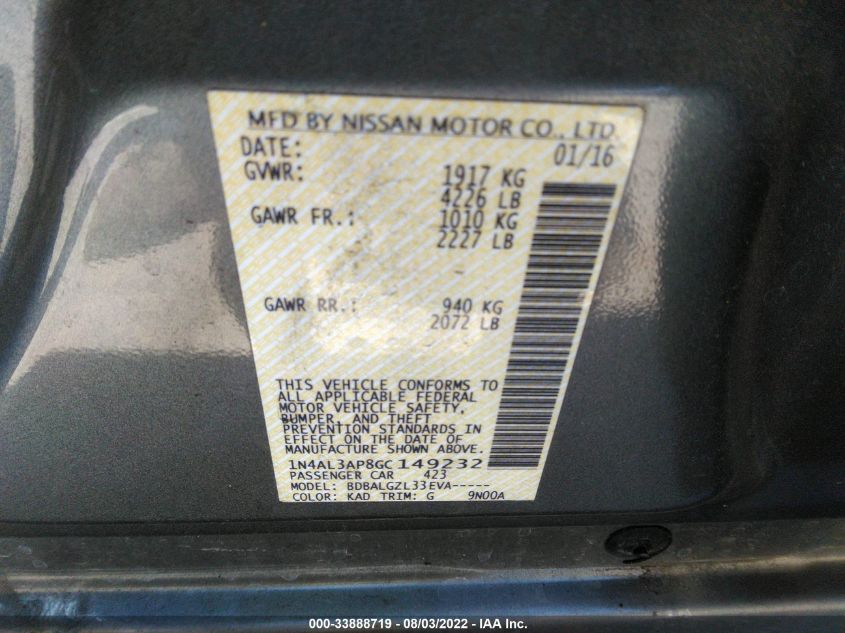 MFD BY NISSAN MOTOR CO., LTD.
DATE: 01/16
GVWR: 1917 KG
4226 LB
GAWR FR.: 1010 KG
2227 LB
GAWR RR.: 940 KG
2072 LB
THIS VEHICLE CONFORMS TO
ALL APPLICABLE FEDERAL
MOTOR VEHICLE SAFETY,
BUMPER, AND THEFT
PREVENTION STANDARDS IN
EFFECT ON THE DATE OF
MANUFACTURE SHOWN ABOVE.
1N4AL3AP8GC149232
PASSENGER CAR 423
MODEL: BDBALGZL33EVA-----
COLOR: KAD TRIM: G 9N00A
000-33888719 - 08/03/2022 - IAA Inc.